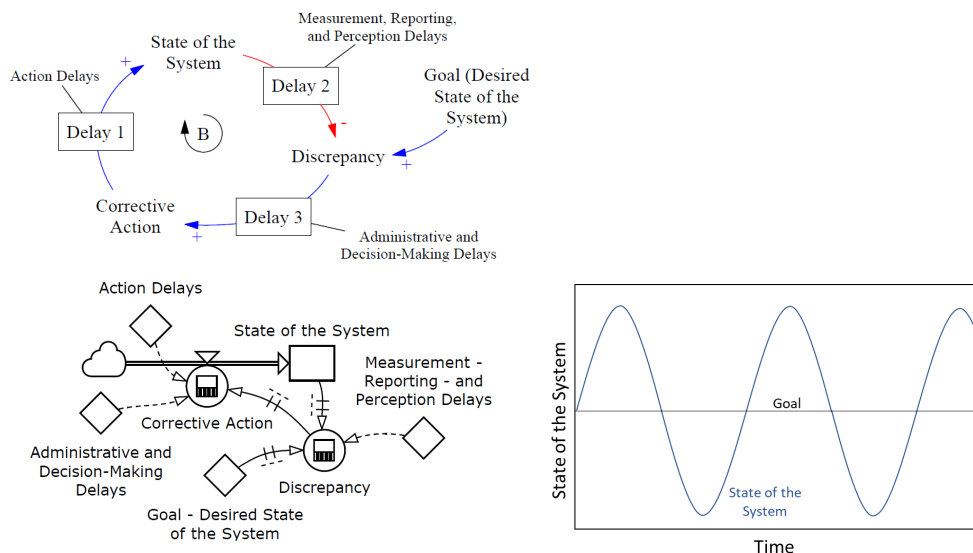 Measurement, Reporting,
and Perception Delays
State of the
System
+
Action Delays
Delay 2
Goal (Desired
State of the
System)
Delay 1
B
-
Discrepancy
+
Corrective
Action
Delay 3
+
Administrative and
Decision-Making Delays
Action Delays
State of the System
Measurement -
Reporting - and
Perception Delays
Corrective Action
Administrative and
Decision-Making
Delays
Discrepancy
Goal - Desired State
of the System
State of the System
Goal
State of the
System
Time